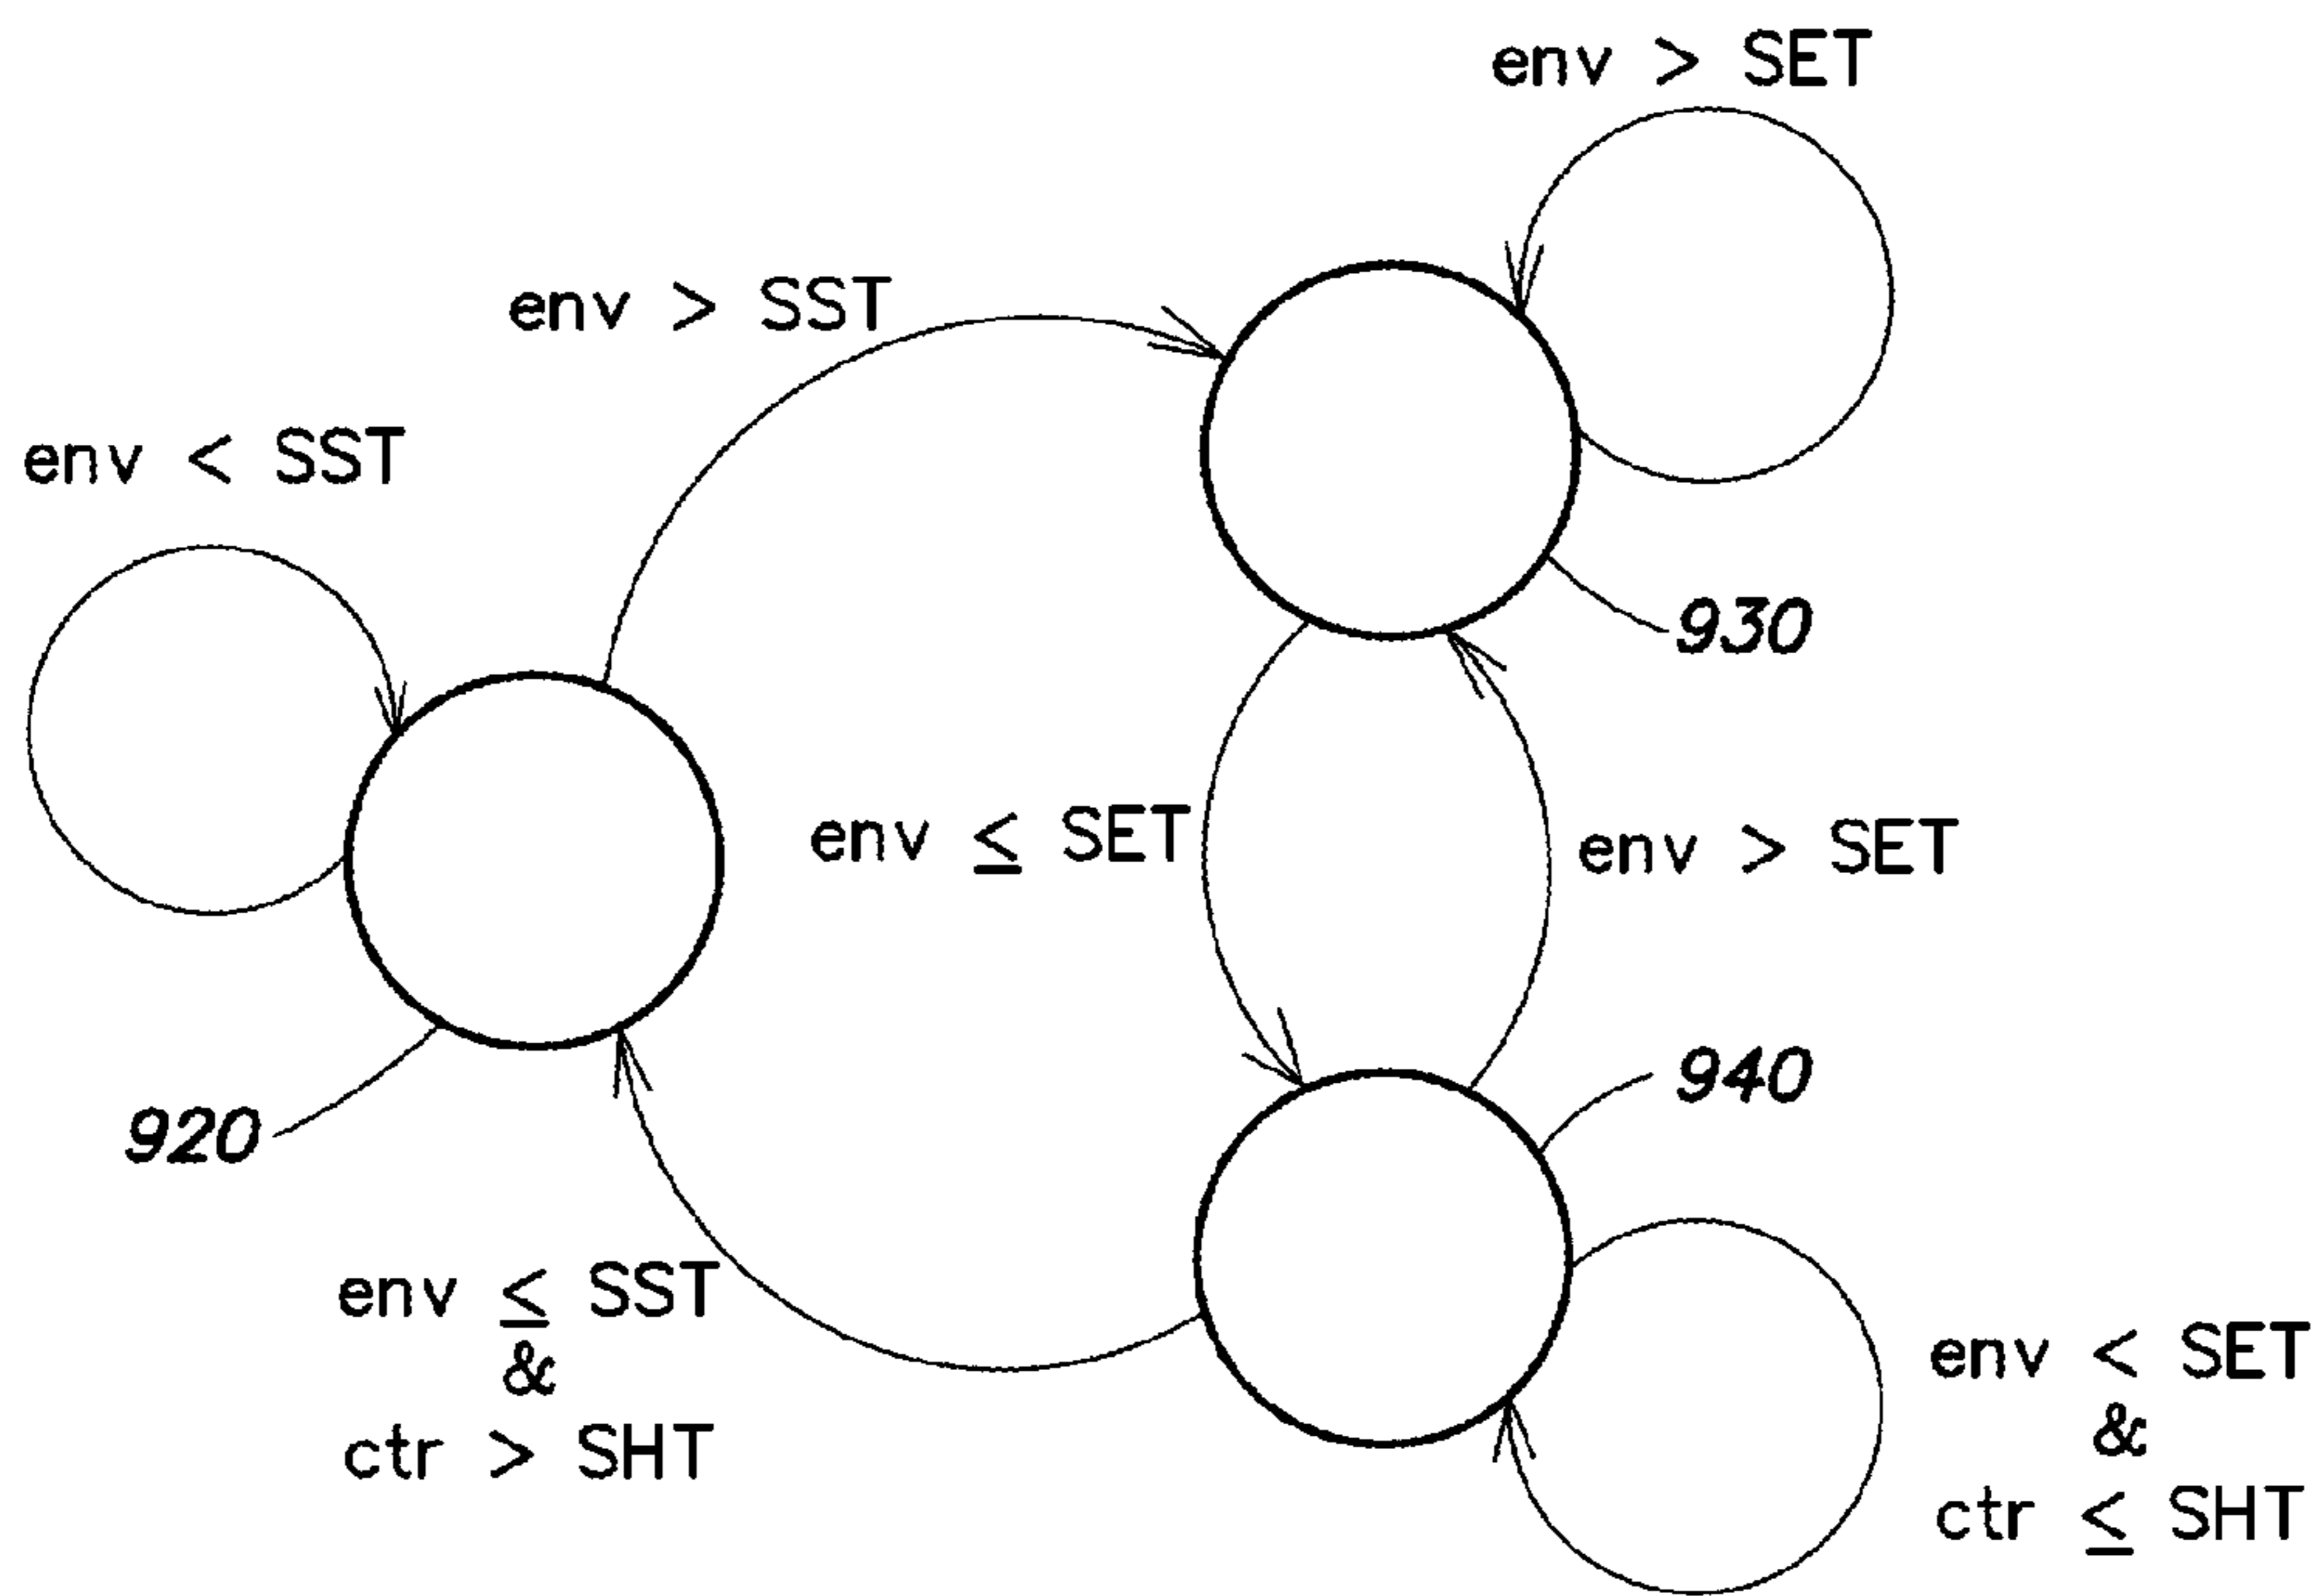 env > SET
env > SST
env < SST
930
env ≤ SET
env > SET
940
920
env ≤ SST
&
ctr > SHT
env < SET
&
ctr ≤ SHT